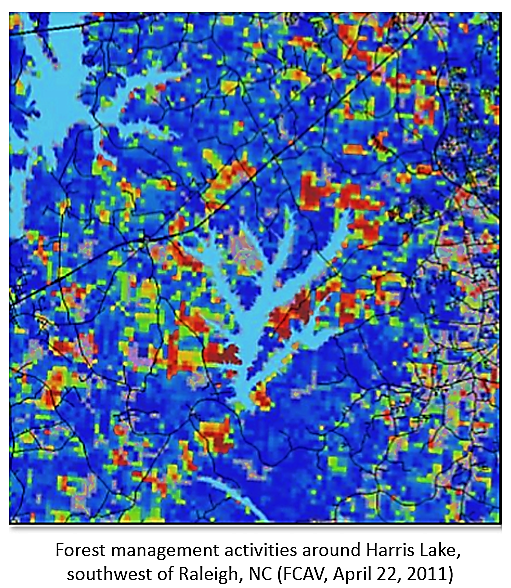 Forest management activities around Harris Lake,
southwest of Raleigh, NC (FCAV, April 22, 2011)